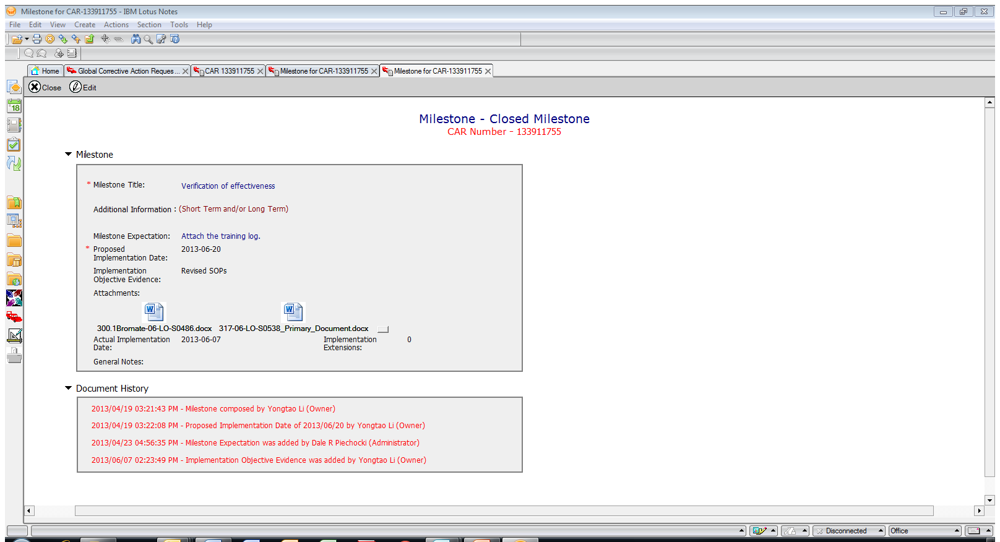 Milestone for CAR-133911755 - IBM Lotus Notes
File Edit View Create Actions Section Tools Help
Home Global Corrective Action Reques... CAR 133911755 Milestone for CAR-133911755 Milestone for CAR-133911755
Close Edit
18
Milestone - Closed Milestone
CAR Number - 133911755
Milestone
* Milestone Title: Verification of effectiveness
Additional Information : (Short Term and/or Long Term)
Milestone Expectation: Attach the training log.
* Proposed Implementation Date: 2013-06-20
Implementation Objective Evidence: Revised SOPs
Attachments:
300.1Bromate-06-LO-S0486.docx 317-06-LO-S0538_Primary_Document.docx
Actual Implementation Date: 2013-06-07 Implementation Extensions: 0
General Notes:
Document History
2013/04/19 03:21:43 PM - Milestone composed by Yongtao Li (Owner)
2013/04/19 03:22:08 PM - Proposed Implementation Date of 2013/06/20 by Yongtao Li (Owner)
2013/04/23 04:56:35 PM - Milestone Expectation was added by Dale R Piechocki (Administrator)
2013/06/07 02:23:49 PM - Implementation Objective Evidence was added by Yongtao Li (Owner)
Disconnected Office